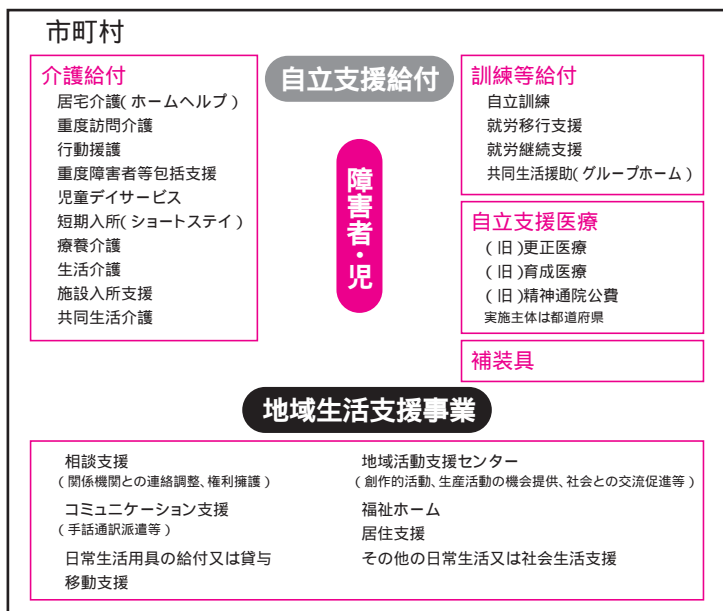 市町村
介護給付
居宅介護(ホームヘルプ)
重度訪問介護
行動援護
重度障害者等包括支援
児童デイサービス
短期入所(ショートステイ)
療養介護
生活介護
施設入所支援
共同生活介護
自立支援給付
障害者・児
訓練等給付
自立訓練
就労移行支援
就労継続支援
共同生活援助(グループホーム)
自立支援医療
(旧)更正医療
(旧)育成医療
(旧)精神通院公費
実施主体は都道府県
補装具
地域生活支援事業
相談支援
(関係機関との連絡調整、権利擁護)
コミュニケーション支援
(手話通訳派遣等)
日常生活用具の給付又は貸与
移動支援
地域活動支援センター
(創作的活動、生産活動の機会提供、社会との交流促進等)
福祉ホーム
居住支援
その他の日常生活又は社会生活支援